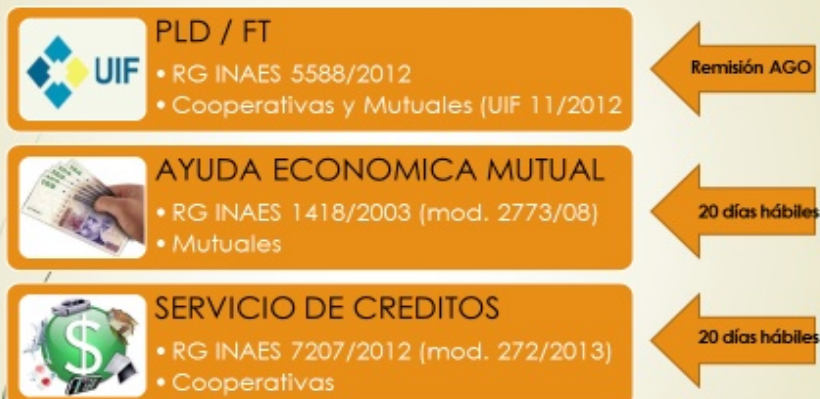 UIF
PLD / FT
• RG INAES 5588/2012
• Cooperativas y Mutuales (UIF 11/2012
Remisión AGO
AYUDA ECONOMICA MUTUAL
• RG INAES 1418/2003 (mod. 2773/08)
• Mutuales
20 días hábiles
SERVICIO DE CREDITOS
• RG INAES 7207/2012 (mod. 272/2013)
• Cooperativas
20 días hábiles
$